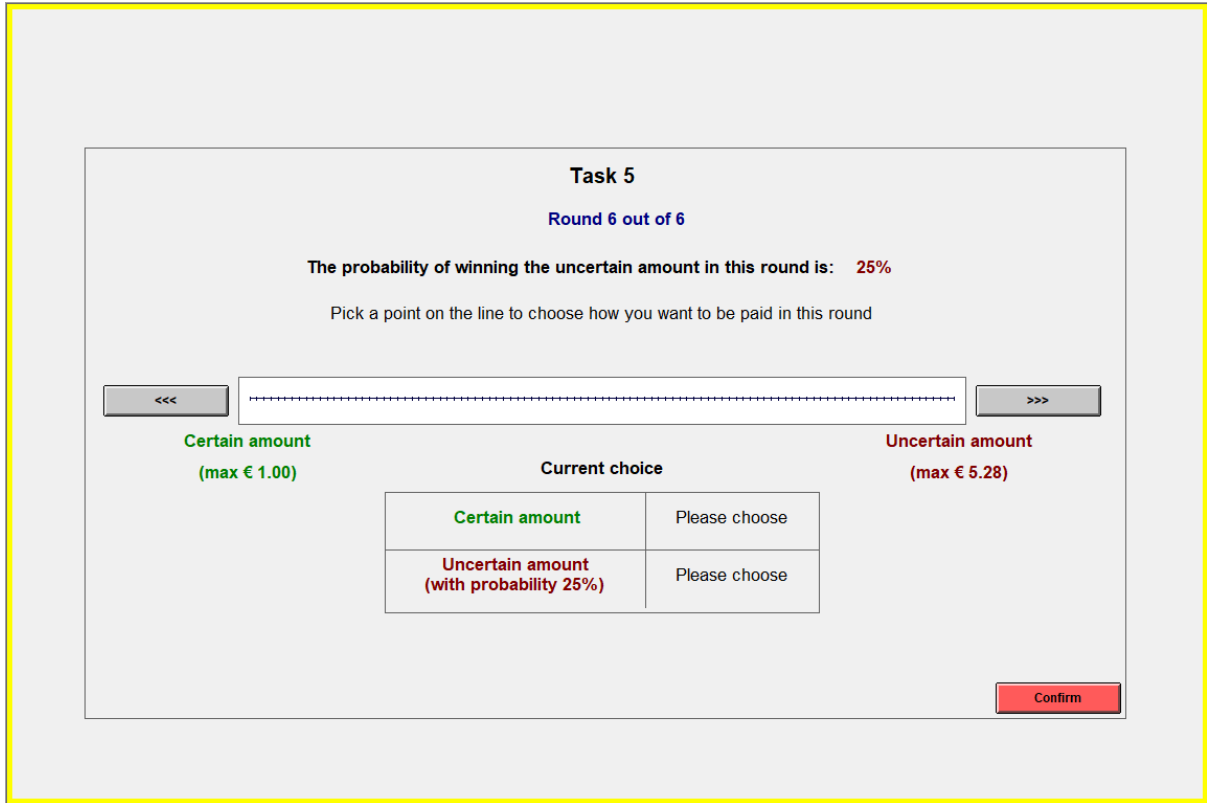 Task 5
Round 6 out of 6
The probability of winning the uncertain amount in this round is: 25%
Pick a point on the line to choose how you want to be paid in this round
<<<
>>>
Certain amount
(max € 1.00)
Uncertain amount
(max € 5.28)
Current choice
Certain amount
Please choose
Uncertain amount
(with probability 25%)
Please choose
Confirm